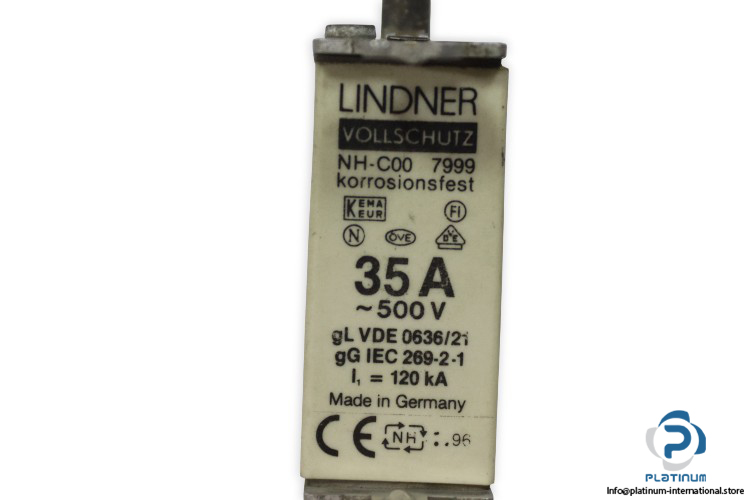 LINDNER
VOLLSCHUTZ
NH-C00 7999
korrosionsfest
KEMA EUR
FI
N
ÖVE
VDE
35 A
~500 V
gL VDE 0636/21
gG IEC 269-2-1
I₁ = 120 kA
Made in Germany
CE NH 96
PLATINUM
Info@platinum-international.store